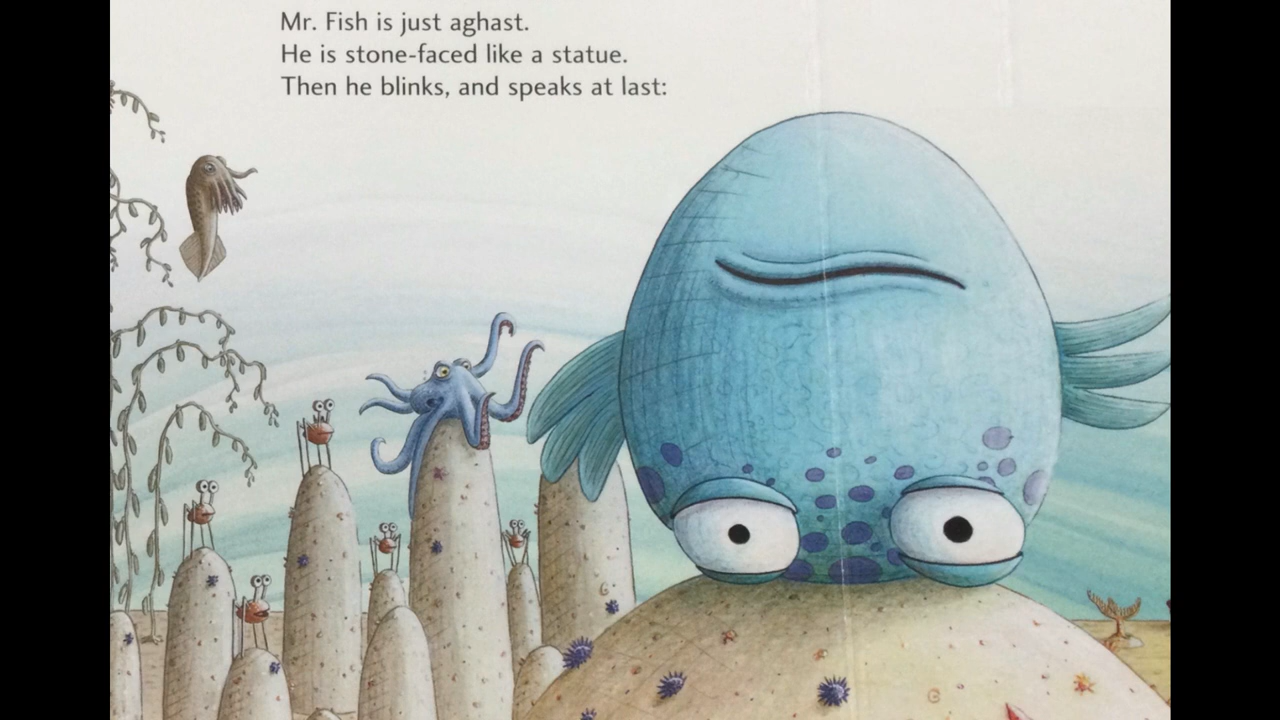 Mr. Fish is just aghast.
He is stone-faced like a statue.
Then he blinks, and speaks at last: